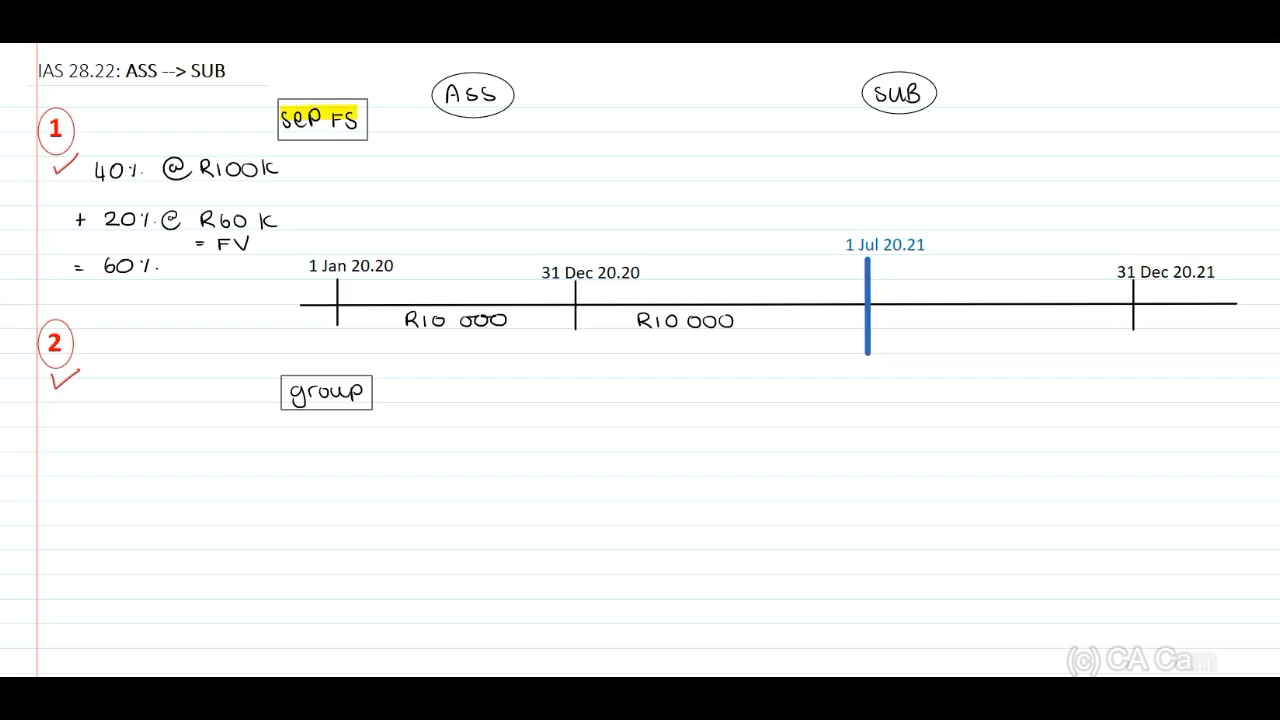 IAS 28.22: ASS --> SUB
ASS
SUB
SEP FS
1
40% @ R100K
+ 20% @ R60K
= FV
= 60%
1 Jan 20.20
31 Dec 20.20
1 Jul 20.21
31 Dec 20.21
R10 000
R10 000
2
group
(c) CA Cam